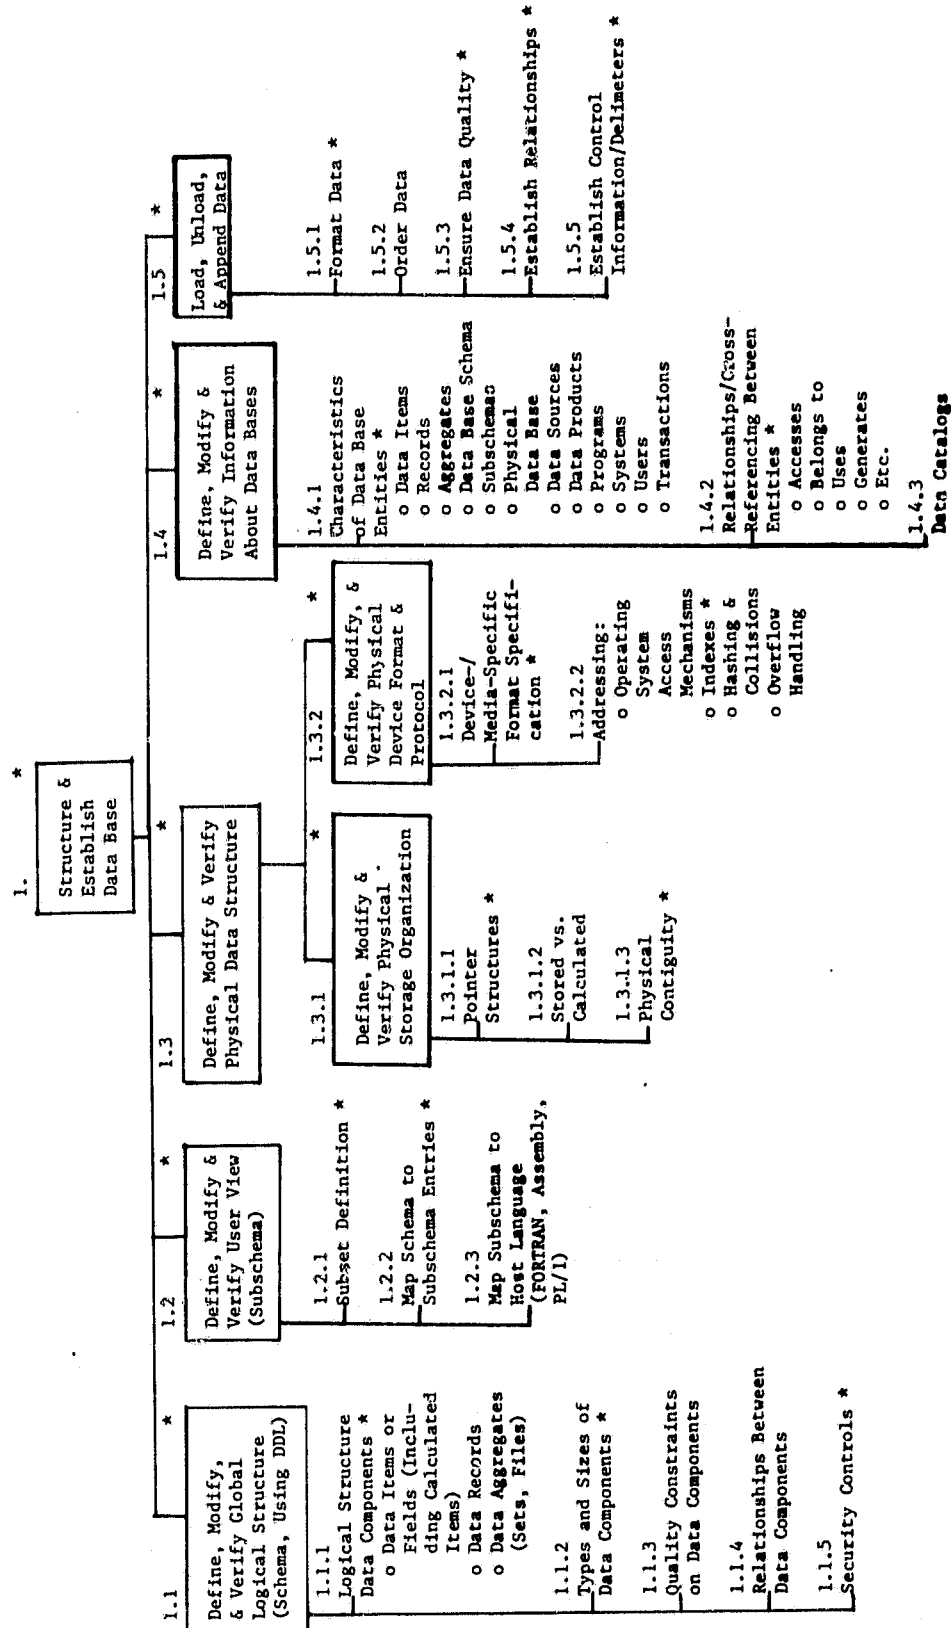 1. *
Structure &
Establish
Data Base
1.1 *
Define, Modify,
& Verify Global
Logical Structure
(Schema, Using DDL)
1.1.1
Logical Structure
Data Components *
o Data Items or
Fields (Inclu-
ding Calculated
Items)
o Data Records
o Data Aggregates
(Sets, Files)
1.1.2
Types and Sizes of
Data Components *
1.1.3
Quality Constraints
on Data Components
1.1.4
Relationships Between
Data Components
1.1.5
Security Controls *
1.2 *
Define, Modify &
Verify User View
(Subschema)
1.2.1
Subset Definition *
1.2.2
Map Schema to
Subschema Entries *
1.2.3
Map Subschema to
Host Language
(FORTRAN, Assembly,
PL/1)
1.3 *
Define, Modify & Verify
Physical Data Structure
1.3.1 *
Define, Modify &
Verify Physical
Storage Organization
1.3.1.1
Pointer
Structures *
1.3.1.2
Stored vs.
Calculated
1.3.1.3
Physical
Contiguity *
1.3.2 *
Define, Modify, &
Verify Physical
Device Format &
Protocol
1.3.2.1
Device-/
Media-Specific
Format Specifi-
cation *
1.3.2.2
Addressing:
o Operating
System
Access
Mechanisms
o Indexes *
o Hashing &
Collisions
o Overflow
Handling
1.4 *
Define, Modify &
Verify Information
About Data Bases
1.4.1
Characteristics
of Data Base
Entities *
o Data Items
o Records
o Aggregates
o Data Base Schema
o Subschemas
o Physical
Data Base
o Data Sources
o Data Products
o Programs
o Systems
o Users
o Transactions
1.4.2
Relationships/Cross-
Referencing Between
Entities *
o Accesses
o Belongs to
o Uses
o Generates
o Etc.
1.4.3
Data Catalogs
1.5 *
Load, Unload,
& Append Data
1.5.1
Format Data *
1.5.2
Order Data
1.5.3
Ensure Data Quality *
1.5.4
Establish Relationships *
1.5.5
Establish Control
Information/Delimeters *